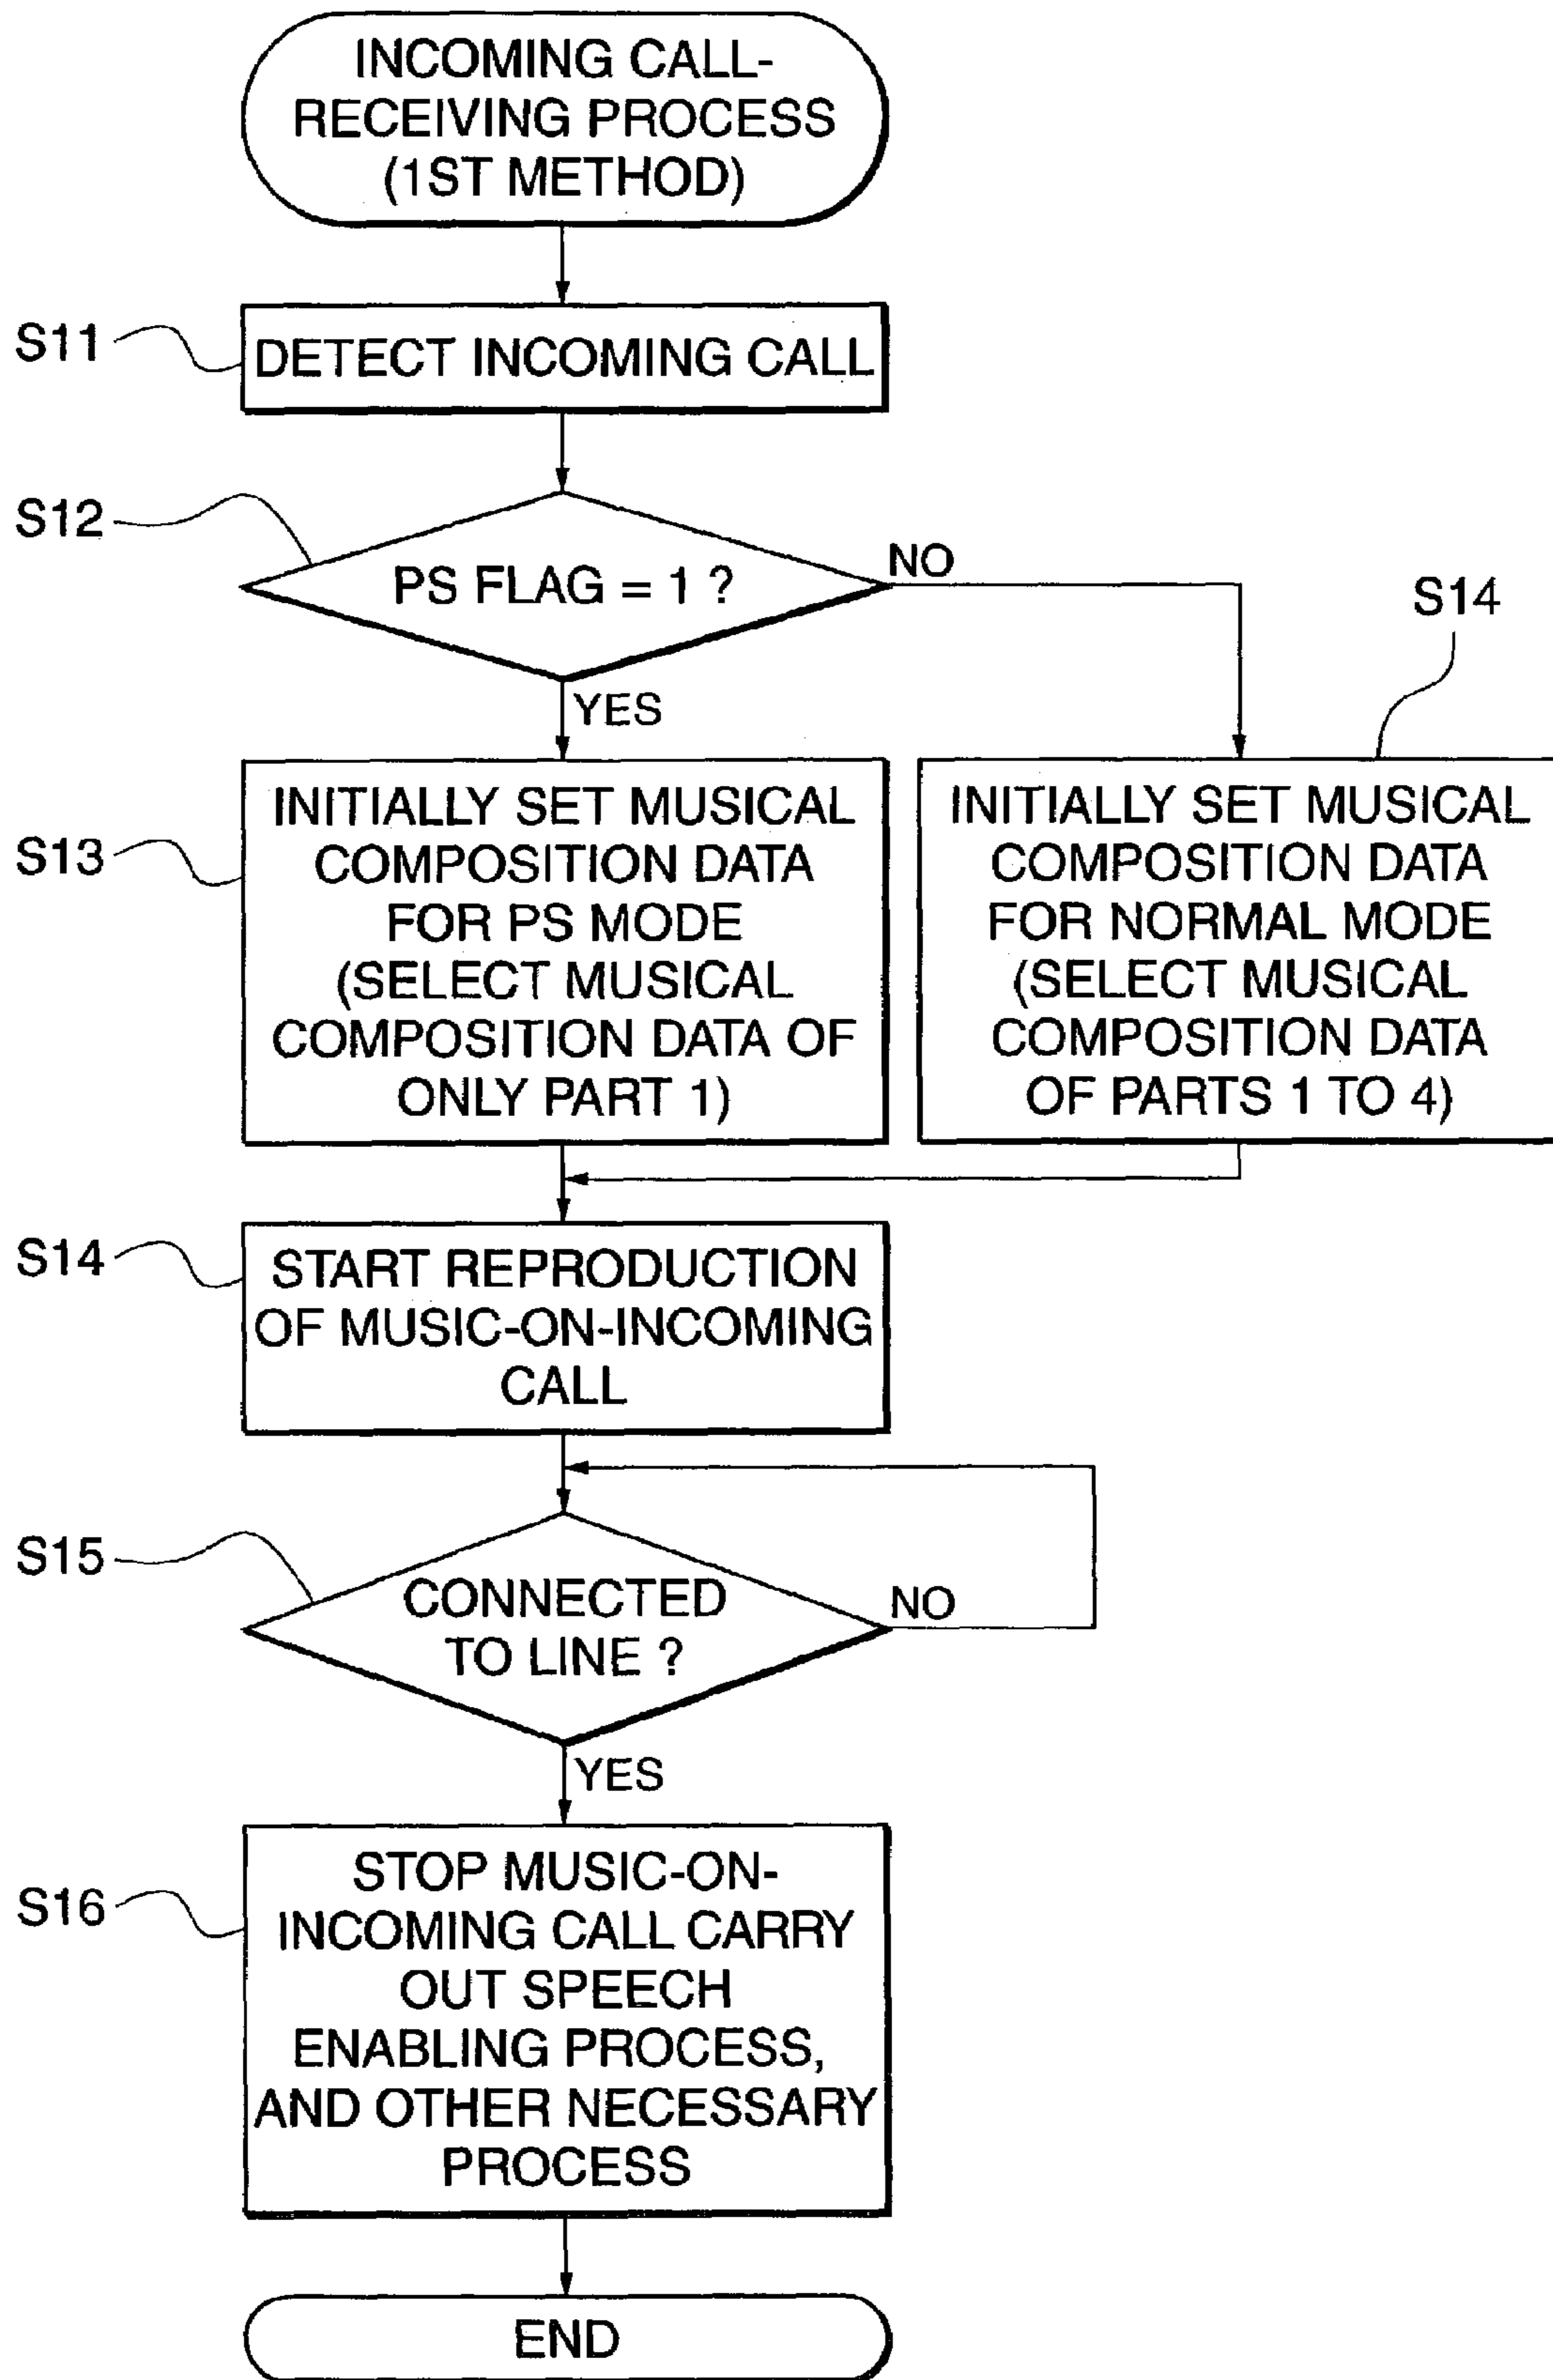 INCOMING CALL-
RECEIVING PROCESS
(1ST METHOD)
S11
DETECT INCOMING CALL
S12
PS FLAG = 1 ?
NO
YES
S13
INITIALLY SET MUSICAL
COMPOSITION DATA
FOR PS MODE
(SELECT MUSICAL
COMPOSITION DATA OF
ONLY PART 1)
S14
INITIALLY SET MUSICAL
COMPOSITION DATA
FOR NORMAL MODE
(SELECT MUSICAL
COMPOSITION DATA
OF PARTS 1 TO 4)
S14
START REPRODUCTION
OF MUSIC-ON-INCOMING
CALL
S15
CONNECTED
TO LINE ?
NO
YES
S16
STOP MUSIC-ON-
INCOMING CALL CARRY
OUT SPEECH
ENABLING PROCESS,
AND OTHER NECESSARY
PROCESS
END